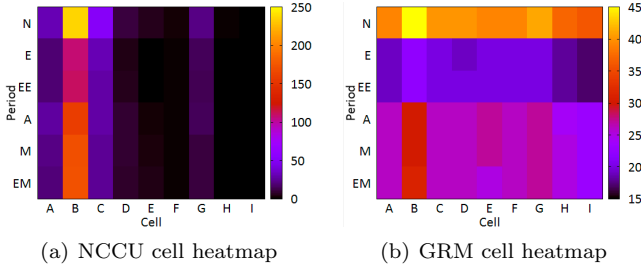 N
E
EE
A
M
EM
Period
A B C D E F G H I
Cell
250
200
150
100
50
0
N
E
EE
A
M
EM
Period
A B C D E F G H I
Cell
45
40
35
30
25
20
15
(a) NCCU cell heatmap
(b) GRM cell heatmap